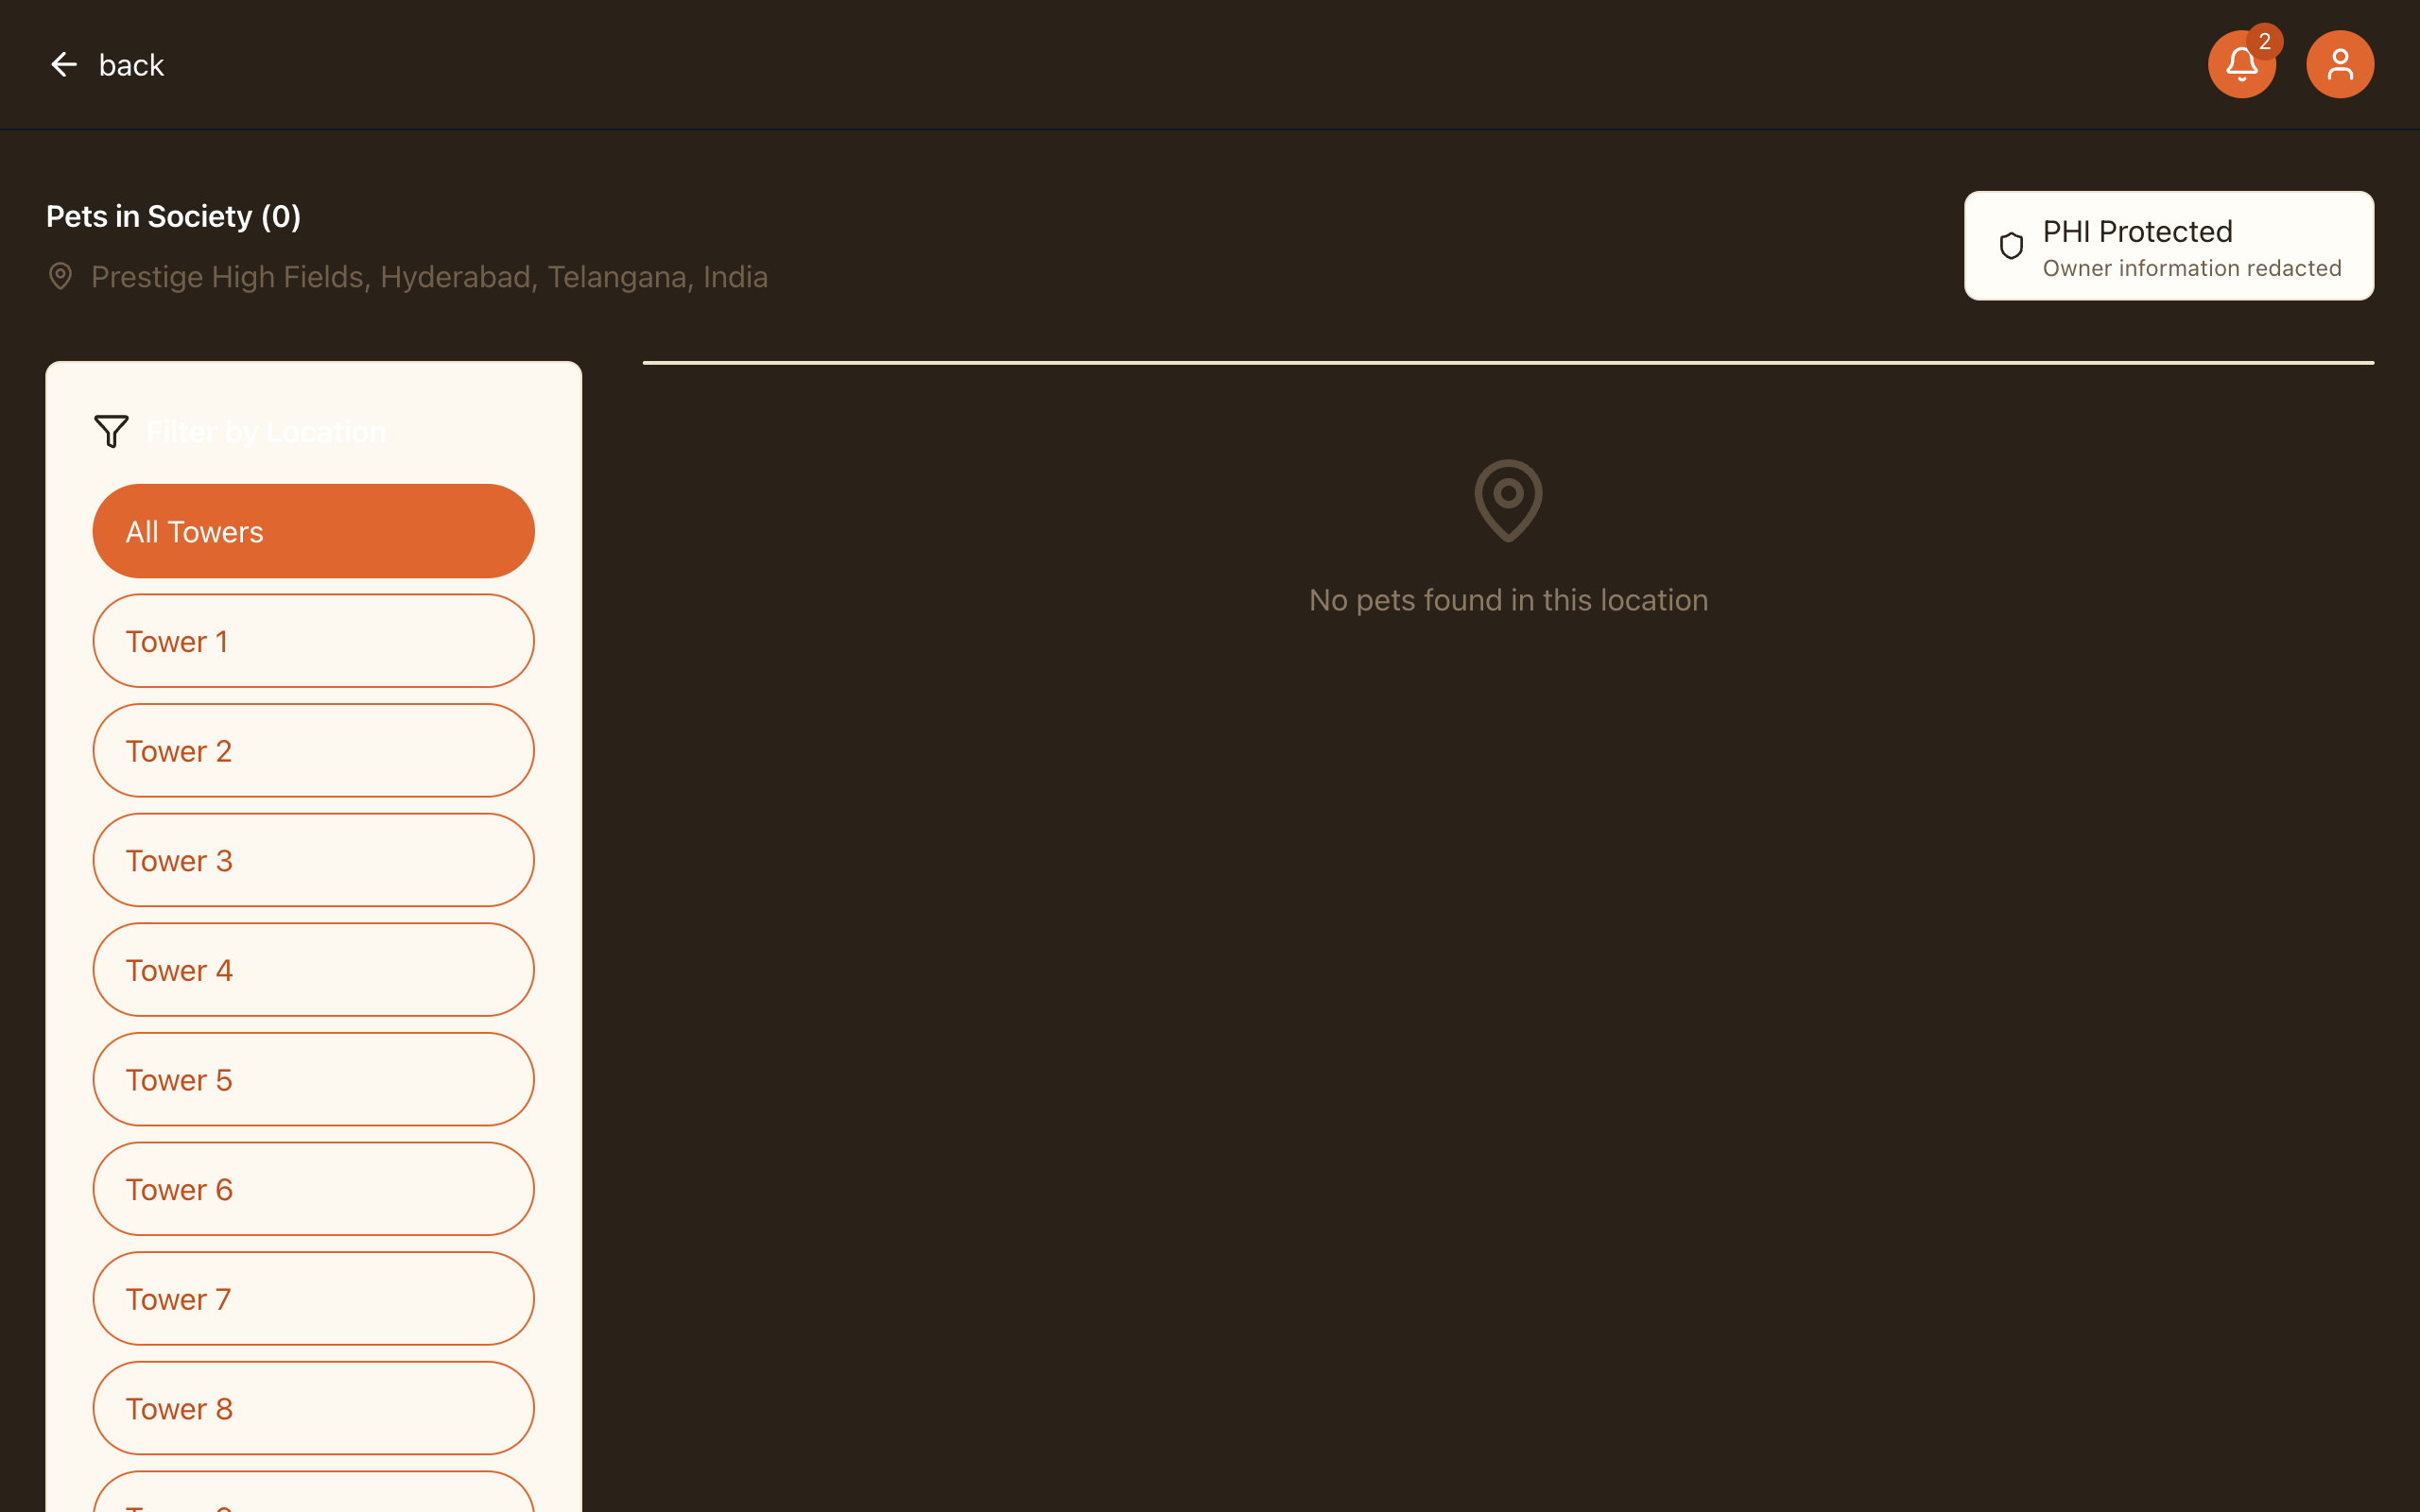 back
2
Pets in Society (0)
Prestige High Fields, Hyderabad, Telangana, India
PHI Protected
Owner information redacted
Filter by Location
All Towers
Tower 1
Tower 2
Tower 3
Tower 4
Tower 5
Tower 6
Tower 7
Tower 8
No pets found in this location